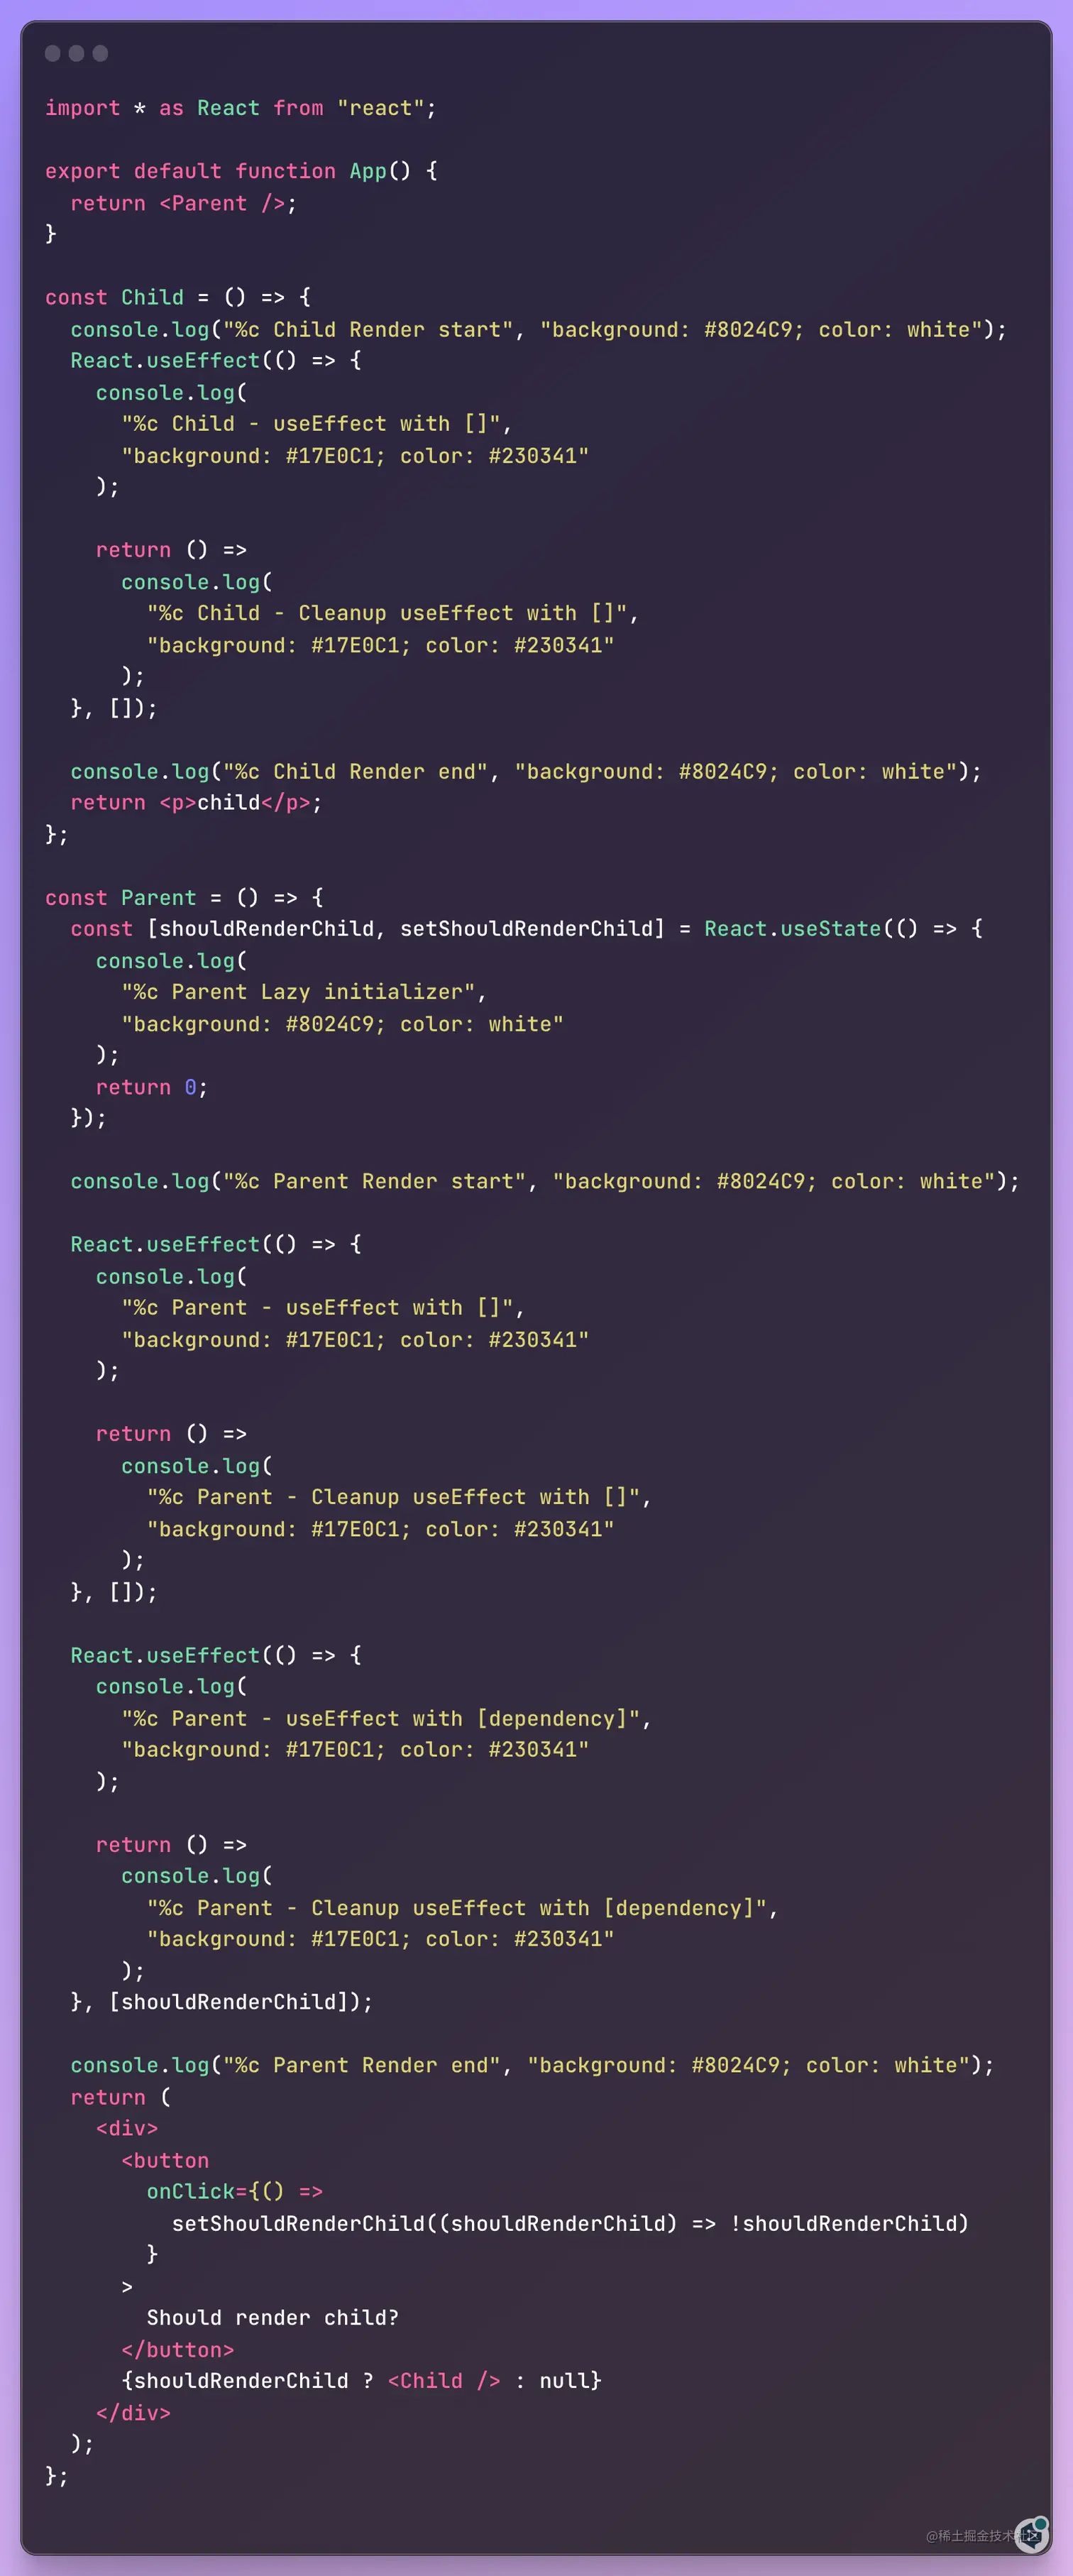 import * as React from "react";
export default function App() {
  return <Parent />;
}
const Child = () => {
  console.log("%c Child Render start", "background: #8024C9; color: white");
  React.useEffect(() => {
    console.log(
      "%c Child - useEffect with []",
      "background: #17E0C1; color: #230341"
    );
    return () =>
      console.log(
        "%c Child - Cleanup useEffect with []",
        "background: #17E0C1; color: #230341"
      );
  }, []);
  console.log("%c Child Render end", "background: #8024C9; color: white");
  return <p>child</p>;
};
const Parent = () => {
  const [shouldRenderChild, setShouldRenderChild] = React.useState(() => {
    console.log(
      "%c Parent Lazy initializer",
      "background: #8024C9; color: white"
    );
    return 0;
  });
  console.log("%c Parent Render start", "background: #8024C9; color: white");
  React.useEffect(() => {
    console.log(
      "%c Parent - useEffect with []",
      "background: #17E0C1; color: #230341"
    );
    return () =>
      console.log(
        "%c Parent - Cleanup useEffect with []",
        "background: #17E0C1; color: #230341"
      );
  }, []);
  React.useEffect(() => {
    console.log(
      "%c Parent - useEffect with [dependency]",
      "background: #17E0C1; color: #230341"
    );
    return () =>
      console.log(
        "%c Parent - Cleanup useEffect with [dependency]",
        "background: #17E0C1; color: #230341"
      );
  }, [shouldRenderChild]);
  console.log("%c Parent Render end", "background: #8024C9; color: white");
  return (
    <div>
      <button
        onClick={() =>
          setShouldRenderChild((shouldRenderChild) => !shouldRenderChild)
        }
      >
        Should render child?
      </button>
      {shouldRenderChild ? <Child /> : null}
    </div>
  );
};
@稀土掘金技术社区